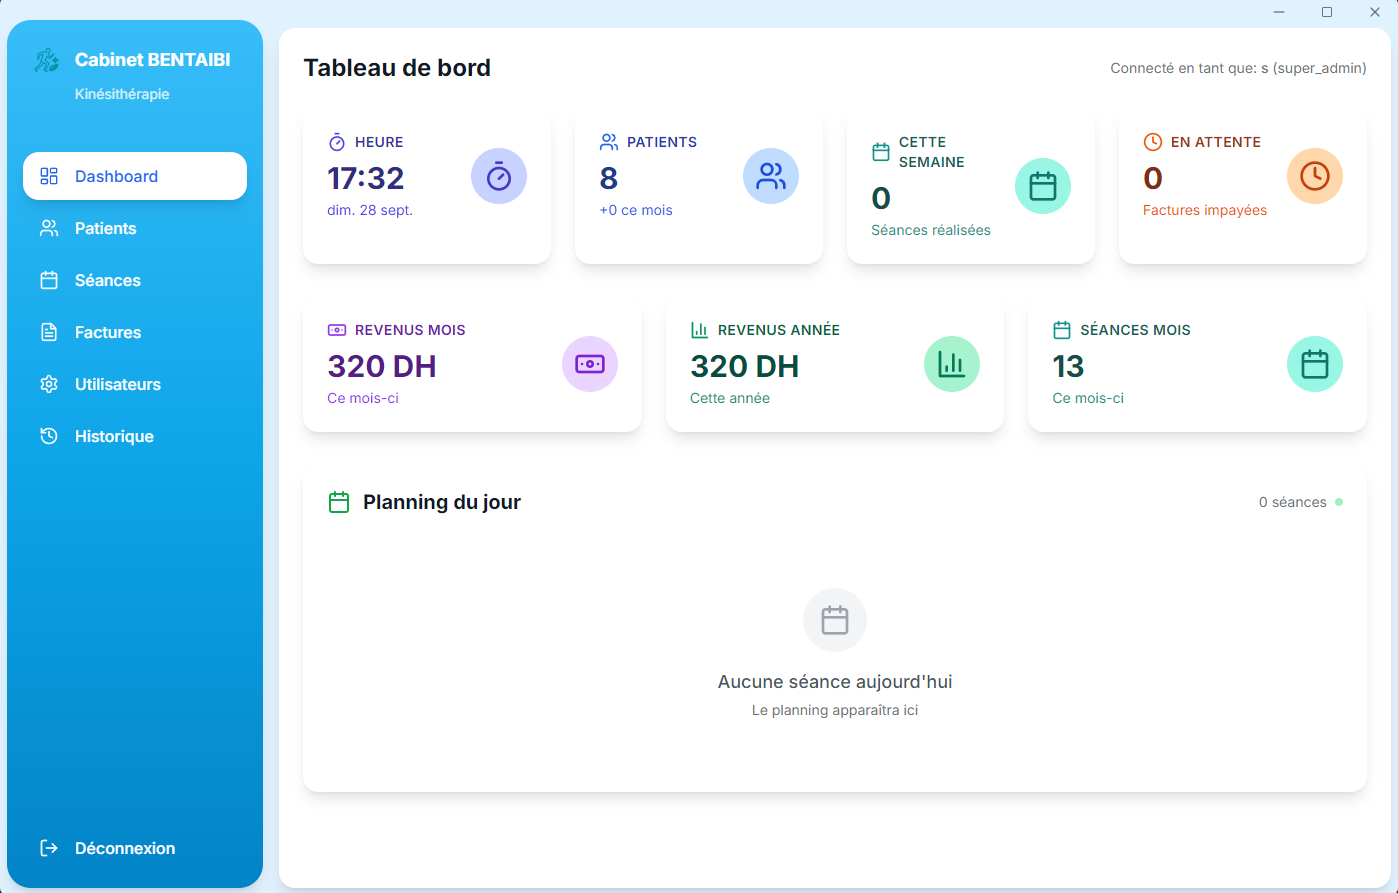 Cabinet BENTAIBI
Kinésithérapie
Dashboard
Patients
Séances
Factures
Utilisateurs
Historique
Déconnexion
Tableau de bord
Connecté en tant que: s (super_admin)
HEURE
17:32
dim. 28 sept.
PATIENTS
8
+0 ce mois
CETTE
SEMAINE
0
Séances réalisées
EN ATTENTE
0
Factures impayées
REVENUS MOIS
320 DH
Ce mois-ci
REVENUS ANNÉE
320 DH
Cette année
SÉANCES MOIS
13
Ce mois-ci
Planning du jour
0 séances
Aucune séance aujourd'hui
Le planning apparaîtra ici